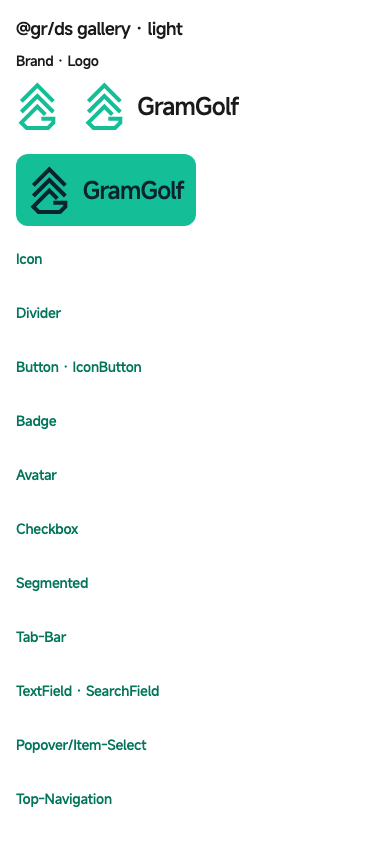 @gr/ds gallery · light
Brand · Logo
GramGolf
GramGolf
Icon
Divider
Button · IconButton
Badge
Avatar
Checkbox
Segmented
Tab-Bar
TextField · SearchField
Popover/Item-Select
Top-Navigation